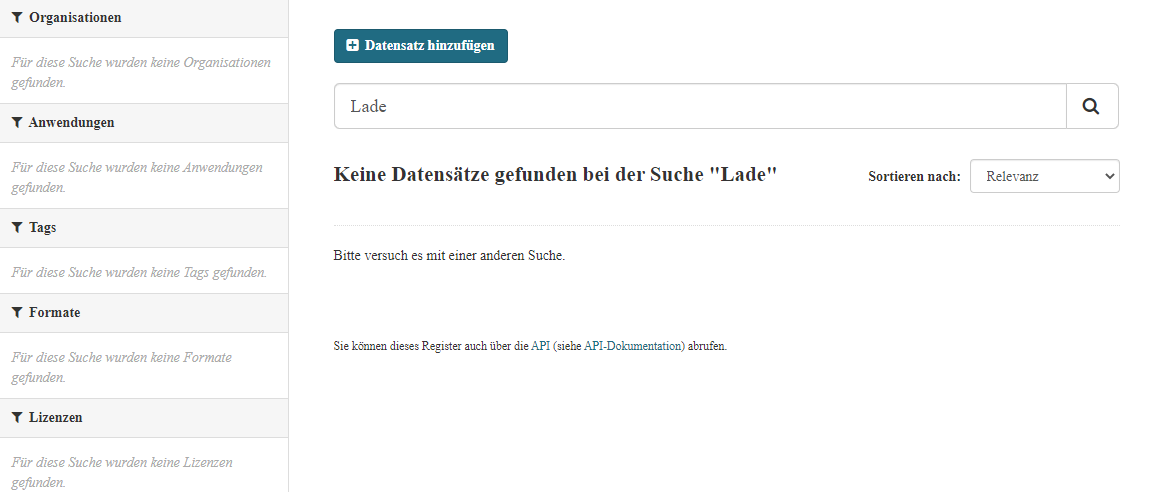 Organisationen
Für diese Suche wurden keine Organisationen
gefunden.
Anwendungen
Für diese Suche wurden keine Anwendungen
gefunden.
Tags
Für diese Suche wurden keine Tags gefunden.
Formate
Für diese Suche wurden keine Formate
gefunden.
Lizenzen
Für diese Suche wurden keine Lizenzen
gefunden.
Datensatz hinzufügen
Lade
Keine Datensätze gefunden bei der Suche "Lade"
Sortieren nach: Relevanz
Bitte versuch es mit einer anderen Suche.
Sie können dieses Register auch über die API (siehe API-Dokumentation) abrufen.